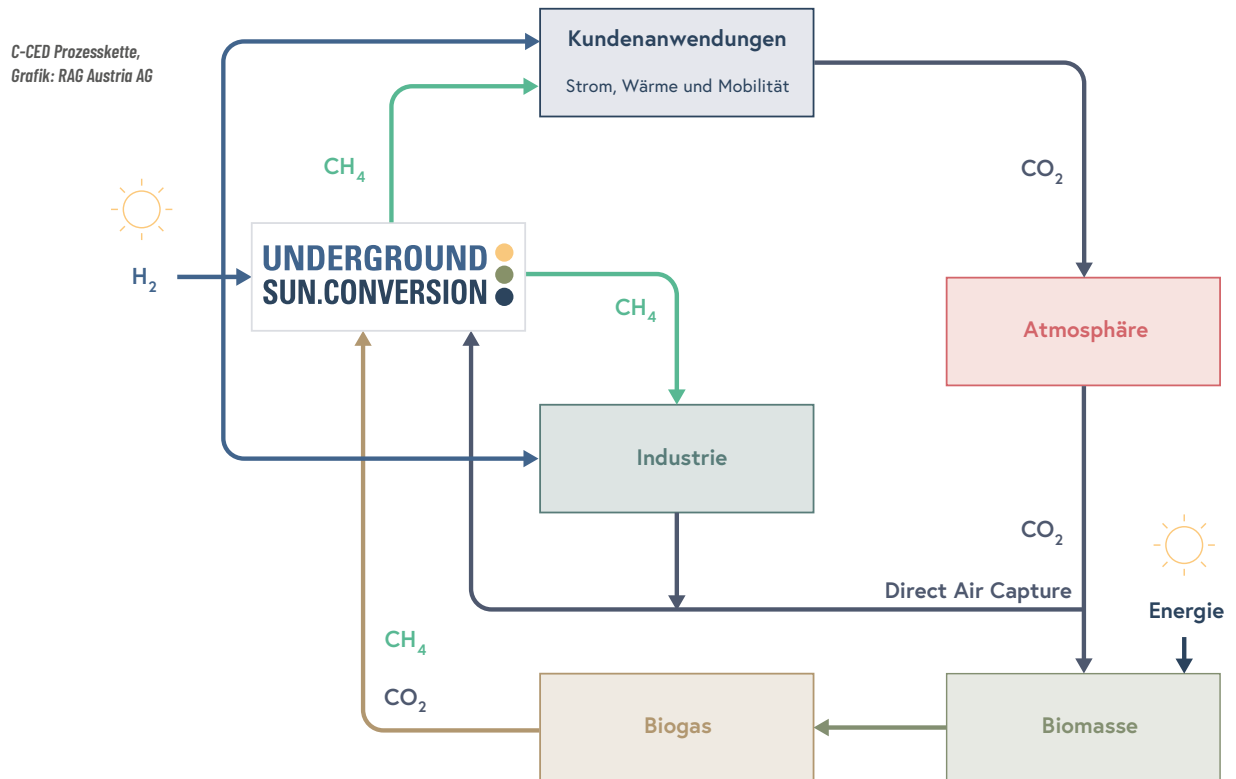 C-CED Prozesskette,
Grafik: RAG Austria AG
Kundenanwendungen
Strom, Wärme und Mobilität
CH4
CO2
H2
UNDERGROUND
SUN.CONVERSION
CH4
Atmosphäre
Industrie
CO2
Direct Air Capture
Energie
CH4
CO2
Biogas
Biomasse